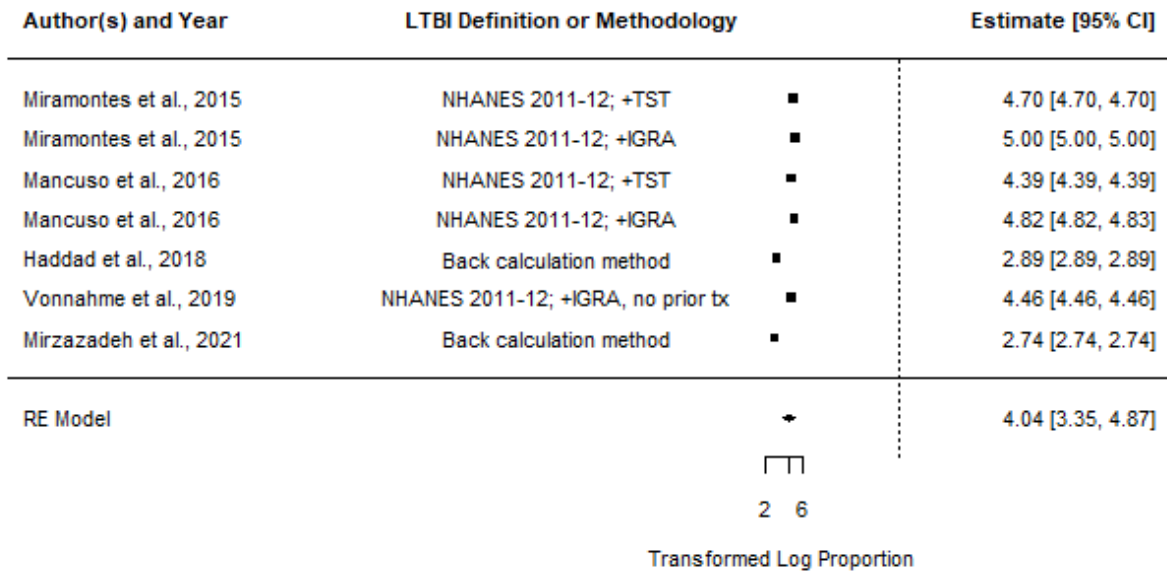 Author(s) and Year LTBI Definition or Methodology Estimate [95% CI]
Miramontes et al., 2015 NHANES 2011-12; +TST 4.70 [4.70, 4.70]
Miramontes et al., 2015 NHANES 2011-12; +IGRA 5.00 [5.00, 5.00]
Mancuso et al., 2016 NHANES 2011-12; +TST 4.39 [4.39, 4.39]
Mancuso et al., 2016 NHANES 2011-12; +IGRA 4.82 [4.82, 4.83]
Haddad et al., 2018 Back calculation method 2.89 [2.89, 2.89]
Vonnahme et al., 2019 NHANES 2011-12; +IGRA, no prior tx 4.46 [4.46, 4.46]
Mirzazadeh et al., 2021 Back calculation method 2.74 [2.74, 2.74]
RE Model 4.04 [3.35, 4.87]
2 6
Transformed Log Proportion